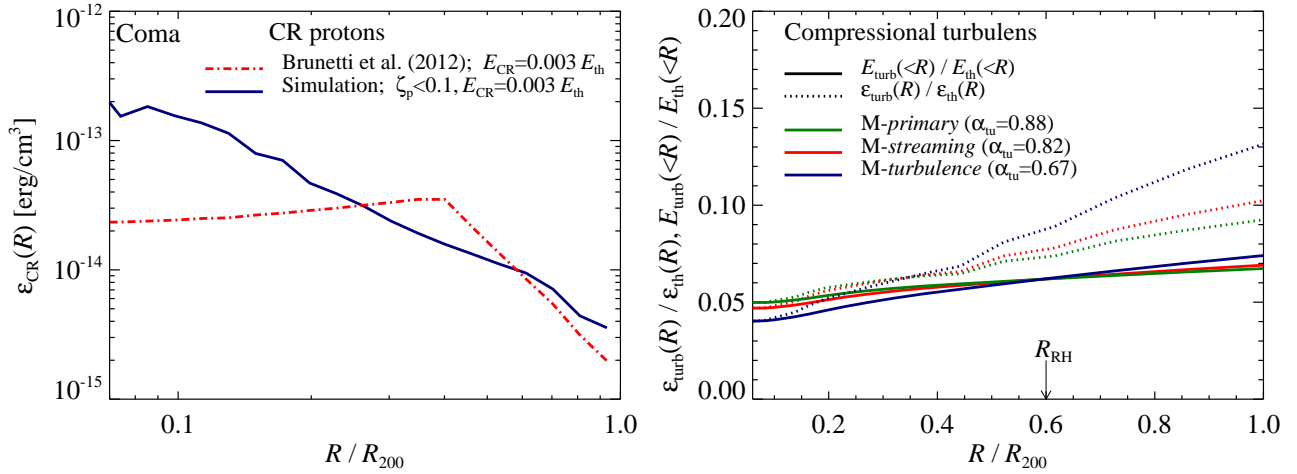 Coma
CR protons
Brunetti et al. (2012); E_CR=0.003 E_th
Simulation; ζ_p<0.1, E_CR=0.003 E_th
10^-12
10^-13
10^-14
10^-15
ε_CR(R) [erg/cm^3]
0.1
1.0
R / R_200
Compressional turbulens
E_turb(<R) / E_th(<R)
ε_turb(R) / ε_th(R)
M-primary (α_tu=0.88)
M-streaming (α_tu=0.82)
M-turbulence (α_tu=0.67)
R_RH
0.20
0.15
0.10
0.05
0.00
ε_turb(R) / ε_th(R), E_turb(<R) / E_th(<R)
0.2
0.4
0.6
0.8
1.0
R / R_200